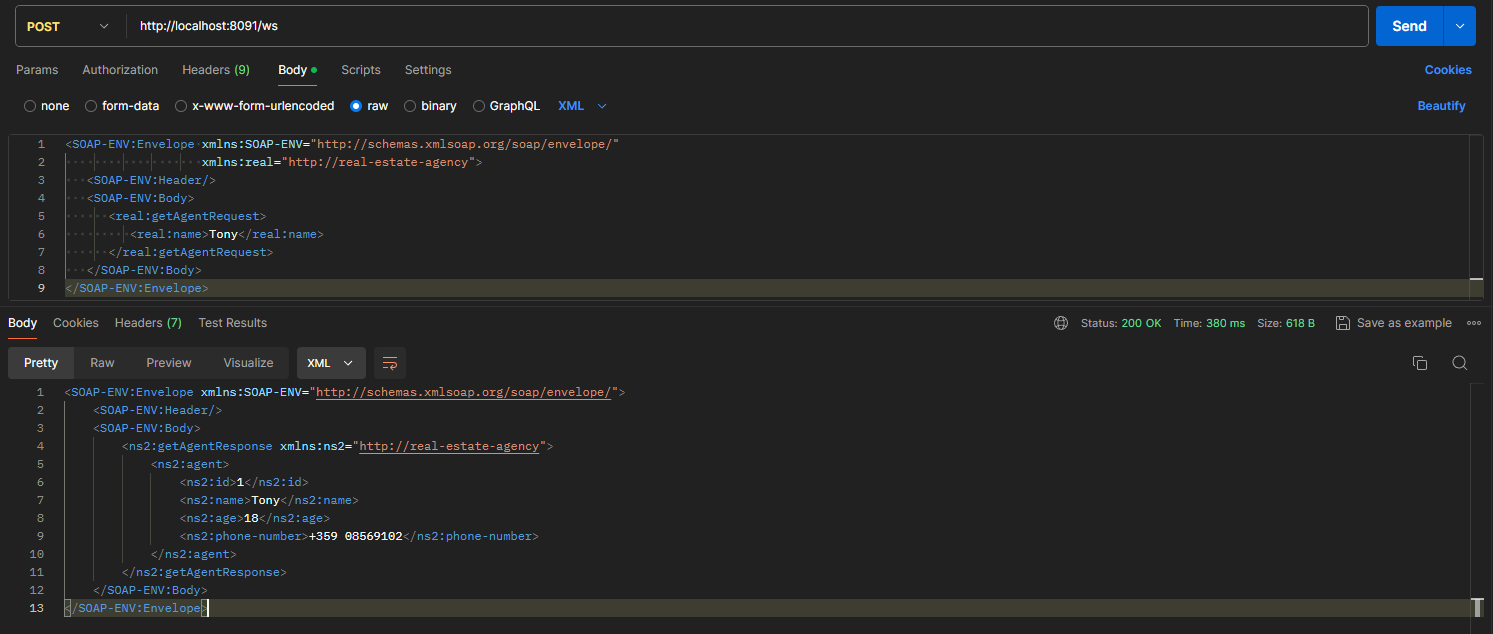 POST http://localhost:8091/ws Send
Params Authorization Headers (9) Body Scripts Settings Cookies
none form-data x-www-form-urlencoded raw binary GraphQL XML Beautify
1 <SOAP-ENV:Envelope xmlns:SOAP-ENV="http://schemas.xmlsoap.org/soap/envelope/"
2 xmlns:real="http://real-estate-agency">
3 <SOAP-ENV:Header/>
4 <SOAP-ENV:Body>
5 <real:getAgentRequest>
6 <real:name>Tony</real:name>
7 </real:getAgentRequest>
8 </SOAP-ENV:Body>
9 </SOAP-ENV:Envelope>
Body Cookies Headers (7) Test Results Status: 200 OK Time: 380 ms Size: 618 B Save as example
Pretty Raw Preview Visualize XML
1 <SOAP-ENV:Envelope xmlns:SOAP-ENV="http://schemas.xmlsoap.org/soap/envelope/">
2 <SOAP-ENV:Header/>
3 <SOAP-ENV:Body>
4 <ns2:getAgentResponse xmlns:ns2="http://real-estate-agency">
5 <ns2:agent>
6 <ns2:id>1</ns2:id>
7 <ns2:name>Tony</ns2:name>
8 <ns2:age>18</ns2:age>
9 <ns2:phone-number>+359 08569102</ns2:phone-number>
10 </ns2:agent>
11 </ns2:getAgentResponse>
12 </SOAP-ENV:Body>
13 </SOAP-ENV:Envelope>